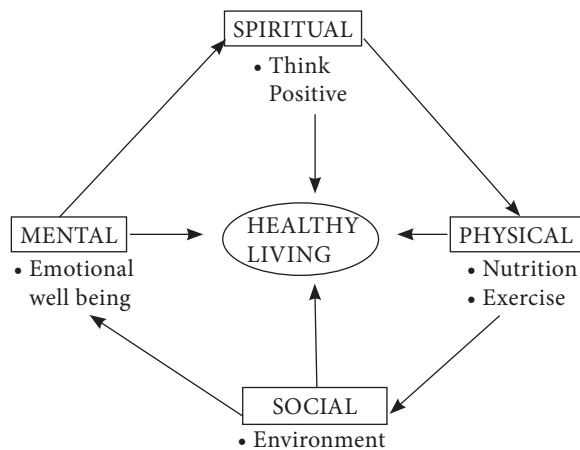 SPIRITUAL
• Think
Positive
MENTAL
• Emotional
well being
HEALTHY
LIVING
PHYSICAL
• Nutrition
• Exercise
SOCIAL
• Environment